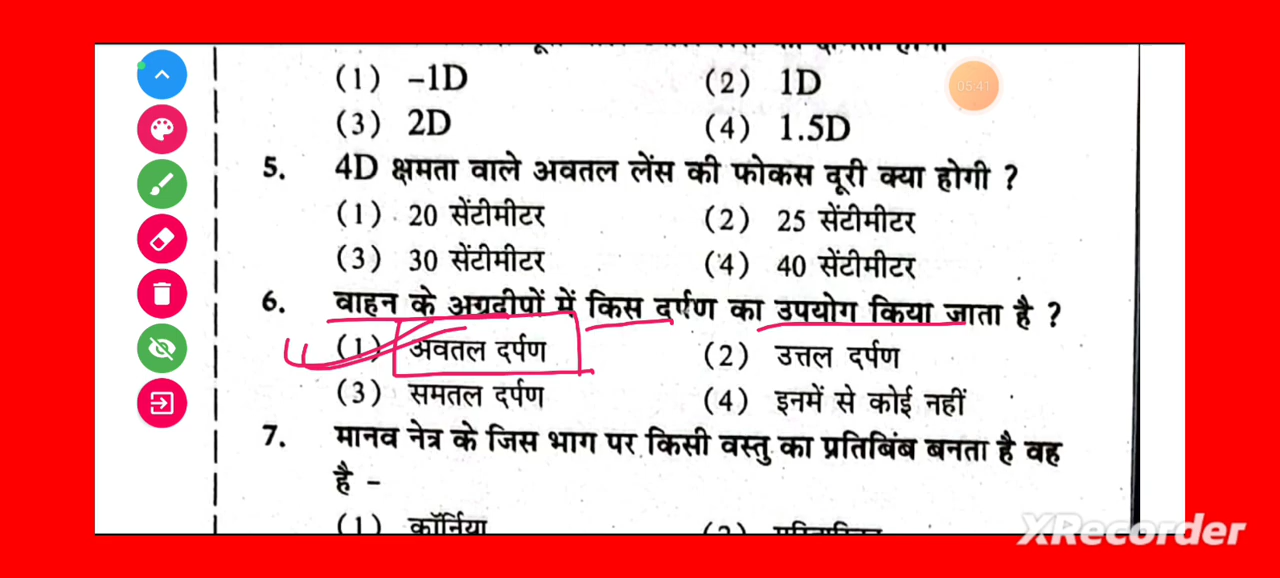 (1) –1D (2) 1D
05:41
(3) 2D (4) 1.5D
5. 4D क्षमता वाले अवतल लेंस की फोकस दूरी क्या होगी ?
(1) 20 सेंटीमीटर (2) 25 सेंटीमीटर
(3) 30 सेंटीमीटर (4) 40 सेंटीमीटर
6. वाहन के अग्रदीपों में किस दर्पण का उपयोग किया जाता है ?
(1) अवतल दर्पण (2) उत्तल दर्पण
(3) समतल दर्पण (4) इनमें से कोई नहीं
7. मानव नेत्र के जिस भाग पर किसी वस्तु का प्रतिबिंब बनता है वह
है –
(1) कॉर्निया (2)
XRecorder